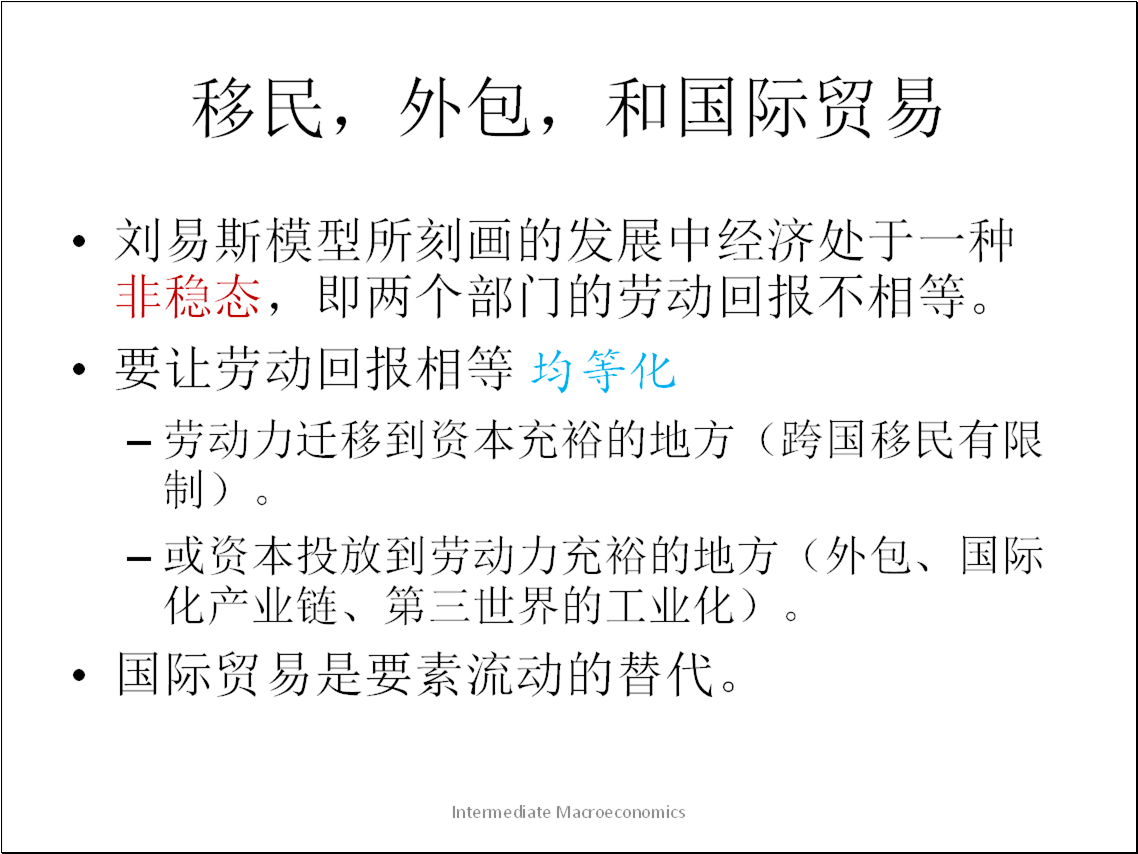 移民，外包，和国际贸易
• 刘易斯模型所刻画的发展中经济处于一种
非稳态，即两个部门的劳动回报不相等。
• 要让劳动回报相等 均等化
– 劳动力迁移到资本充裕的地方（跨国移民有限
制）。
– 或资本投放到劳动力充裕的地方（外包、国际
化产业链、第三世界的工业化）。
• 国际贸易是要素流动的替代。
Intermediate Macroeconomics